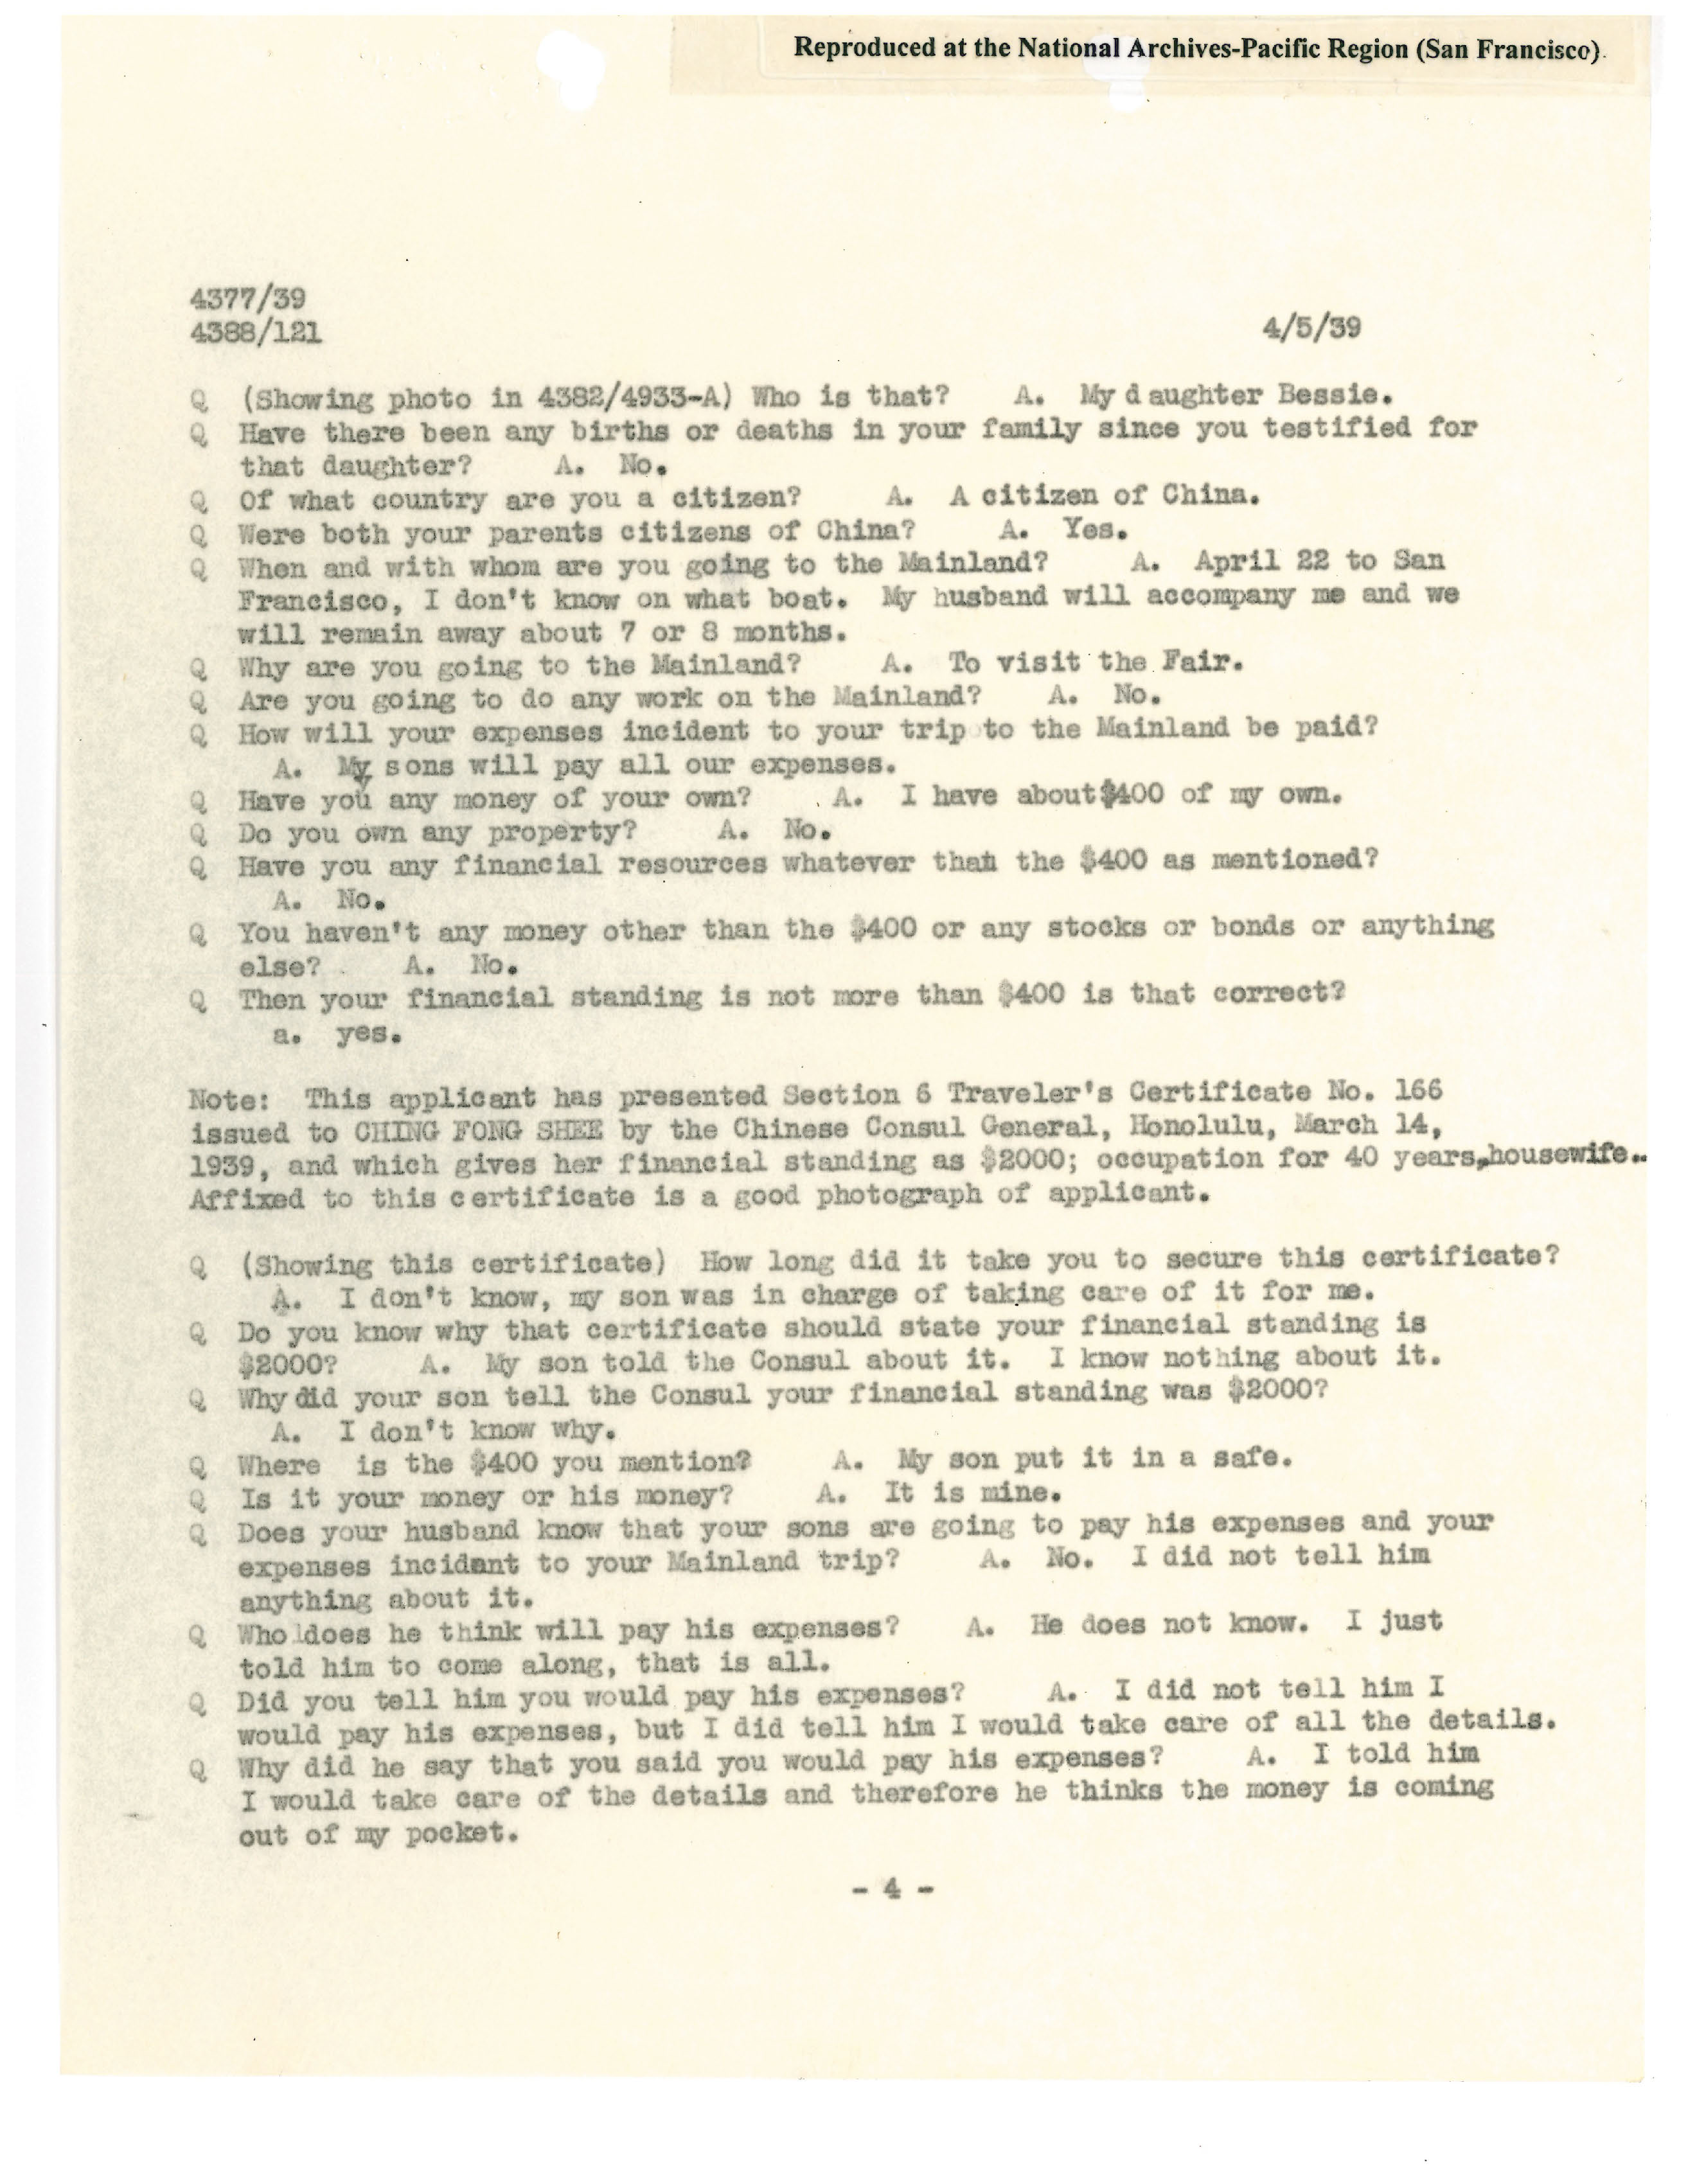 Reproduced at the National Archives-Pacific Region (San Francisco).
4377/39
4388/121 4/5/39
Q (Showing photo in 4382/4933-A) Who is that? A. My d aughter Bessie.
Q Have there been any births or deaths in your family since you testified for
that daughter? A. No.
Q Of what country are you a citizen? A. A citizen of China.
Q Were both your parents citizens of China? A. Yes.
Q When and with whom are you going to the Mainland? A. April 22 to San
Francisco, I don't know on what boat. My husband will accompany me and we
will remain away about 7 or 8 months.
Q Why are you going to the Mainland? A. To visit the Fair.
Q Are you going to do any work on the Mainland? A. No.
Q How will your expenses incident to your trip to the Mainland be paid?
A. My sons will pay all our expenses.
Q Have you any money of your own? A. I have about $400 of my own.
Q Do you own any property? A. No.
Q Have you any financial resources whatever than the $400 as mentioned?
A. No.
Q You haven't any money other than the $400 or any stocks or bonds or anything
else? A. No.
Q Then your financial standing is not more than $400 is that correct?
a. yes.
Note: This applicant has presented Section 6 Traveler's Certificate No. 166
issued to CHING FONG SHEE by the Chinese Consul General, Honolulu, March 14,
1939, and which gives her financial standing as $2000; occupation for 40 years, housewife..
Affixed to this certificate is a good photograph of applicant.
Q (Showing this certificate) How long did it take you to secure this certificate?
A. I don't know, my son was in charge of taking care of it for me.
Q Do you know why that certificate should state your financial standing is
$2000? A. My son told the Consul about it. I know nothing about it.
Q Why did your son tell the Consul your financial standing was $2000?
A. I don't know why.
Q Where is the $400 you mention? A. My son put it in a safe.
Q Is it your money or his money? A. It is mine.
Q Does your husband know that your sons are going to pay his expenses and your
expenses incident to your Mainland trip? A. No. I did not tell him
anything about it.
Q Who does he think will pay his expenses? A. He does not know. I just
told him to come along, that is all.
Q Did you tell him you would pay his expenses? A. I did not tell him I
would pay his expenses, but I did tell him I would take care of all the details.
Q Why did he say that you said you would pay his expenses? A. I told him
I would take care of the details and therefore he thinks the money is coming
out of my pocket.
- 4 -